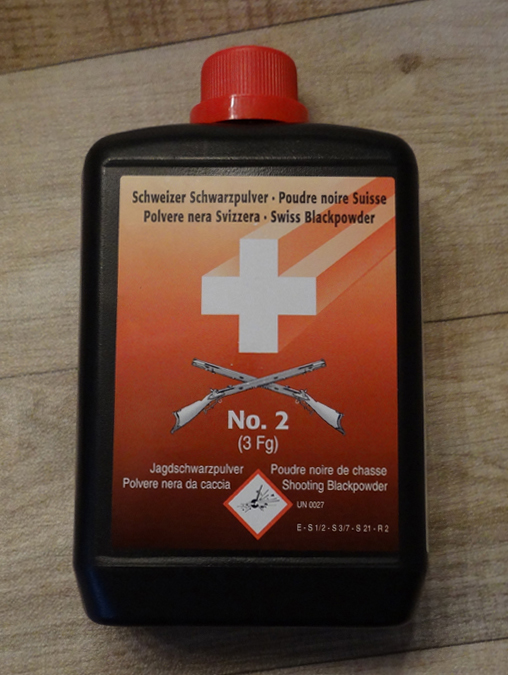 Schweizer Schwarzpulver · Poudre noire Suisse
Polvere nera Svizzera · Swiss Blackpowder
No. 2
(3 Fg)
Jagdschwarzpulver Poudre noire de chasse
Polvere nera da caccia Shooting Blackpowder
UN 0027
E - S 1/2 - S 3/7 - S 21 - R 2